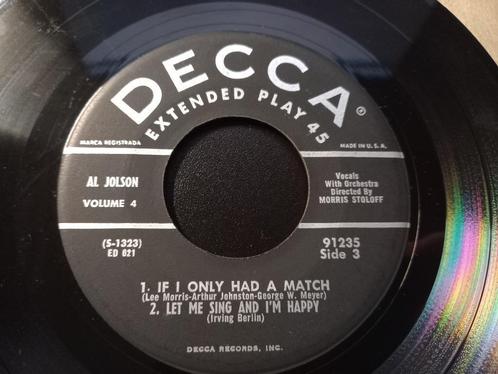 DECCA®
EXTENDED PLAY 45
MARCA REGISTRADA
MADE IN U.S.A.
AL JOLSON
VOLUME 4
Vocals
With Orchestra
Directed By
MORRIS STOLOFF
(S-1323)
ED 621
91235
Side 3
1. IF I ONLY HAD A MATCH
(Lee Morris-Arthur Johnston-George W. Meyer)
2. LET ME SING AND I'M HAPPY
(Irving Berlin)
DECCA RECORDS, INC.